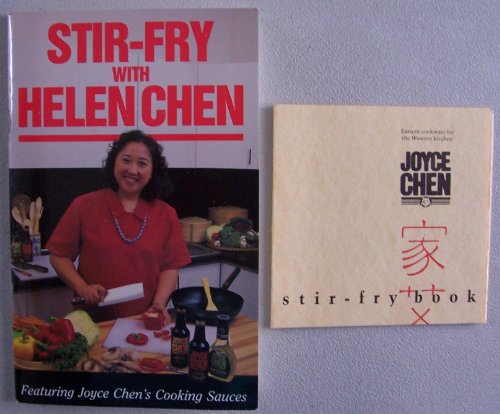 STIR-FRY
WITH
HELEN CHEN
Featuring Joyce Chen's Cooking Sauces
Eastern cookware for
the Western kitchen
JOYCE
CHEN
家
stir-fry book